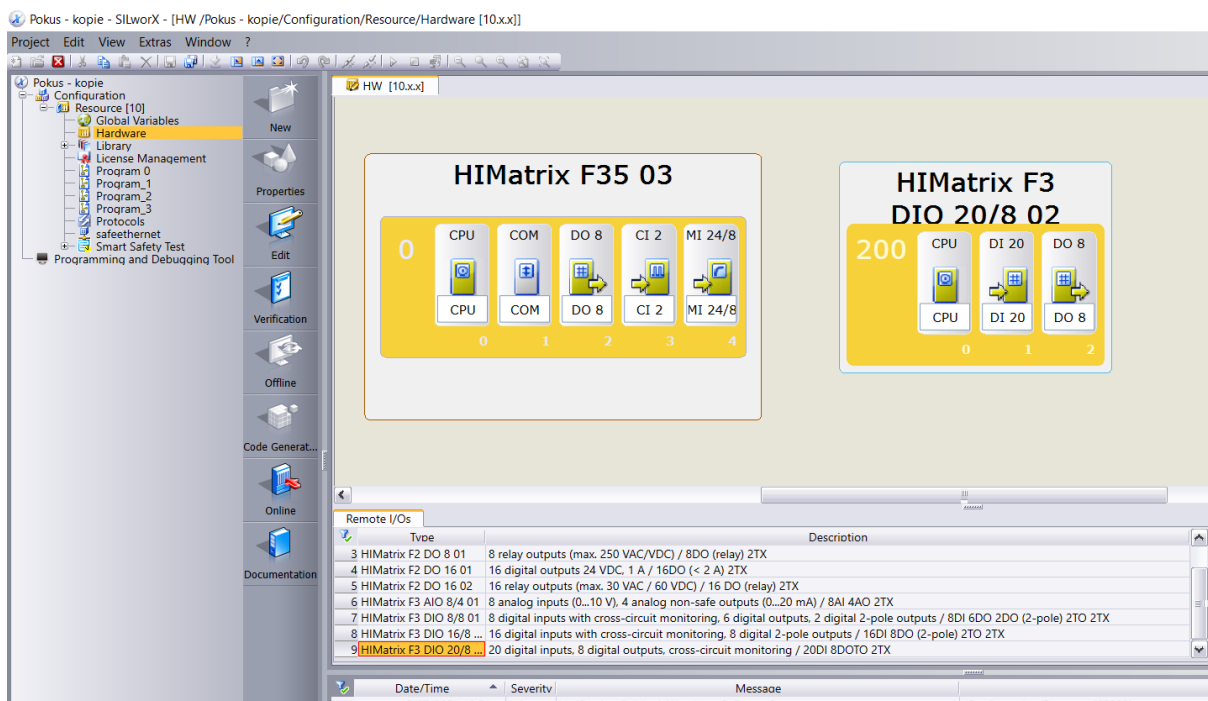 Pokus - kopie - SILworX - [HW /Pokus - kopie/Configuration/Resource/Hardware [10.x.x]]
Project Edit View Extras Window ?
Pokus - kopie
Configuration
Resource [10]
Global Variables
Hardware
Library
License Management
Program 0
Program_1
Program_2
Program_3
Protocols
safeethernet
Smart Safety Test
Programming and Debugging Tool
New
Properties
Edit
Verification
Offline
Code Generat...
Online
Documentation
HW [10.x.x]
HIMatrix F35 03
0
CPU COM DO 8 CI 2 MI 24/8
CPU COM DO 8 CI 2 MI 24/8
0 1 2 3 4
HIMatrix F3
DIO 20/8 02
200
CPU DI 20 DO 8
CPU DI 20 DO 8
0 1 2
Remote I/Os
Type Description
3 HIMatrix F2 DO 8 01 8 relay outputs (max. 250 VAC/VDC) / 8DO (relay) 2TX
4 HIMatrix F2 DO 16 01 16 digital outputs 24 VDC, 1 A / 16DO (< 2 A) 2TX
5 HIMatrix F2 DO 16 02 16 relay outputs (max. 30 VAC / 60 VDC) / 16 DO (relay) 2TX
6 HIMatrix F3 AIO 8/4 01 8 analog inputs (0...10 V), 4 analog non-safe outputs (0...20 mA) / 8AI 4AO 2TX
7 HIMatrix F3 DIO 8/8 01 8 digital inputs with cross-circuit monitoring, 6 digital outputs, 2 digital 2-pole outputs / 8DI 6DO 2DO (2-pole) 2TO 2TX
8 HIMatrix F3 DIO 16/8 ... 16 digital inputs with cross-circuit monitoring, 8 digital 2-pole outputs / 16DI 8DO (2-pole) 2TO 2TX
9 HIMatrix F3 DIO 20/8 ... 20 digital inputs, 8 digital outputs, cross-circuit monitoring / 20DI 8DOTO 2TX
Date/Time Severity Message